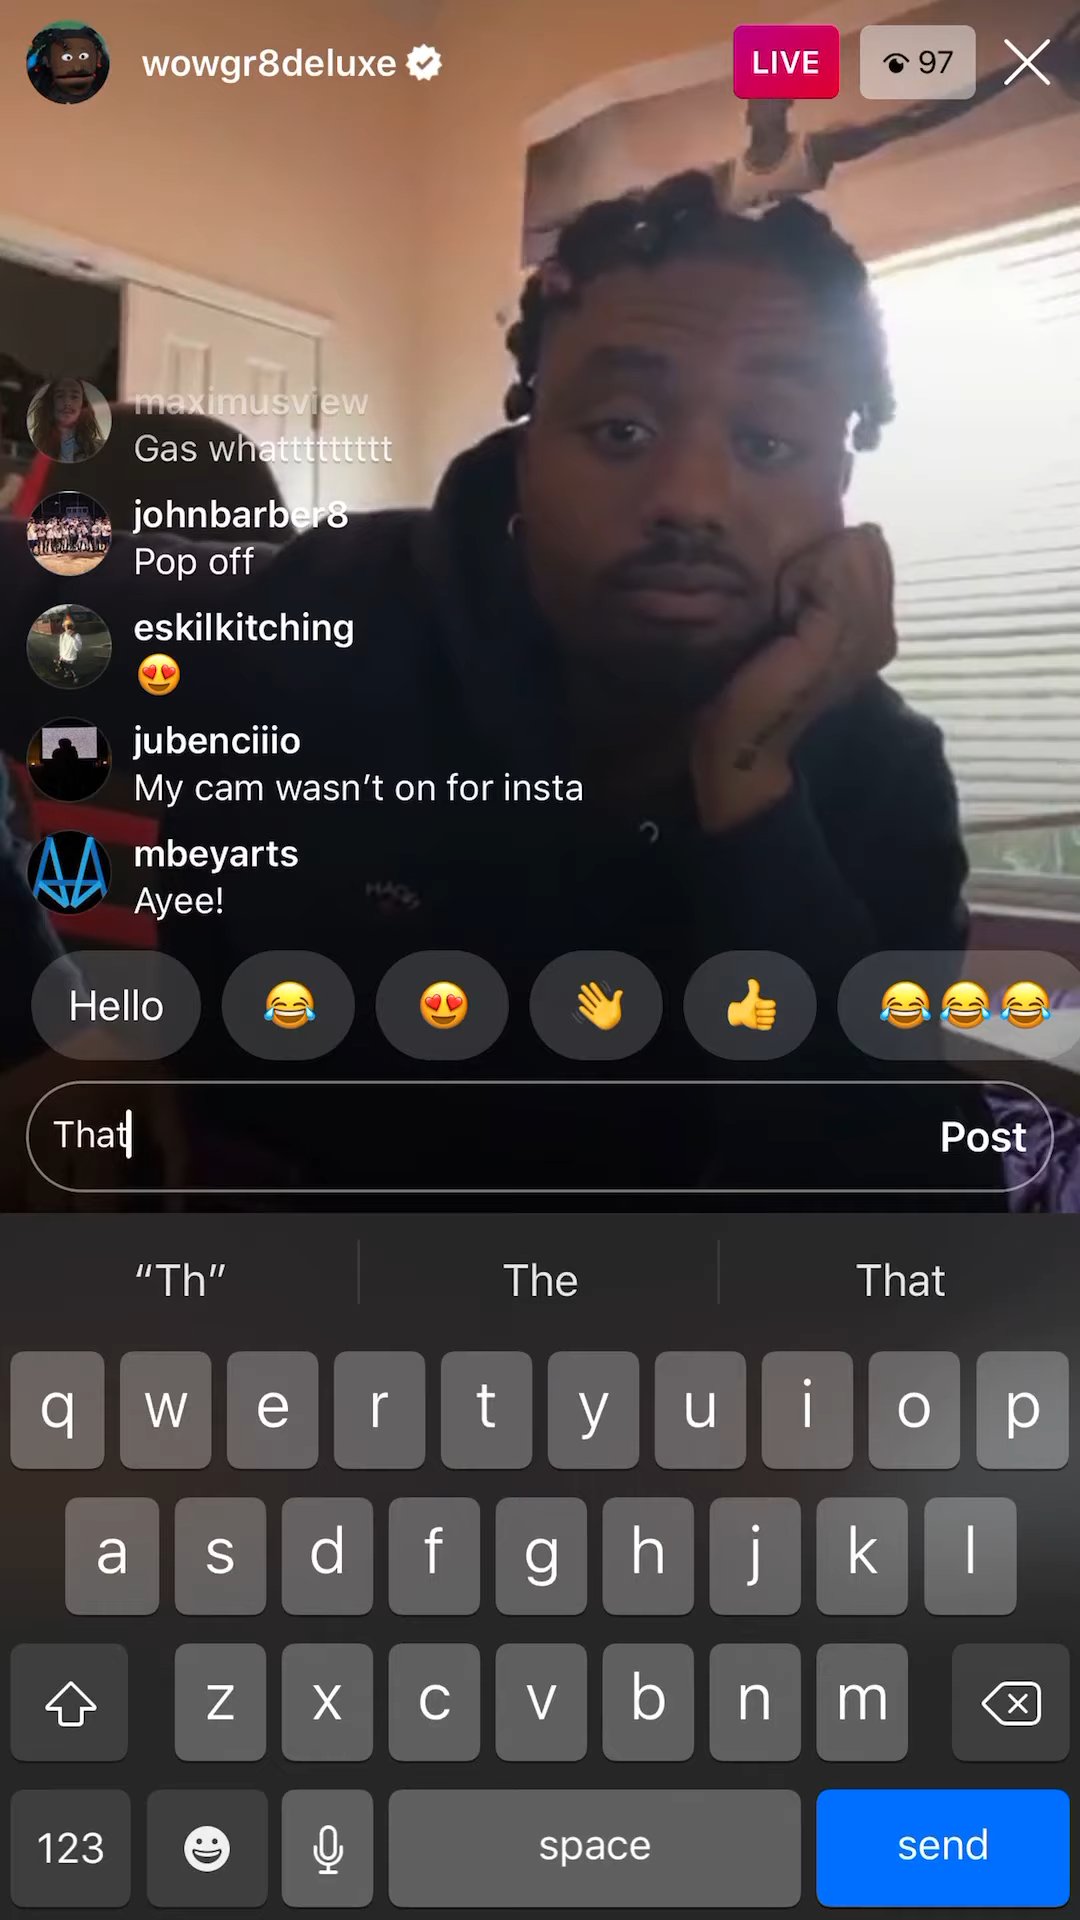 wowgr8deluxe
LIVE
97
maximusview
Gas whatttttttt
johnbarber8
Pop off
eskilkitching
😍
jubenciiio
My cam wasn’t on for insta
mbeyarts
Ayee!
Hello 😂 😍 👋 👍 😂😂😂
That
Post
“Th” The That
q w e r t y u i o p
a s d f g h j k l
z x c v b n m
123 space send